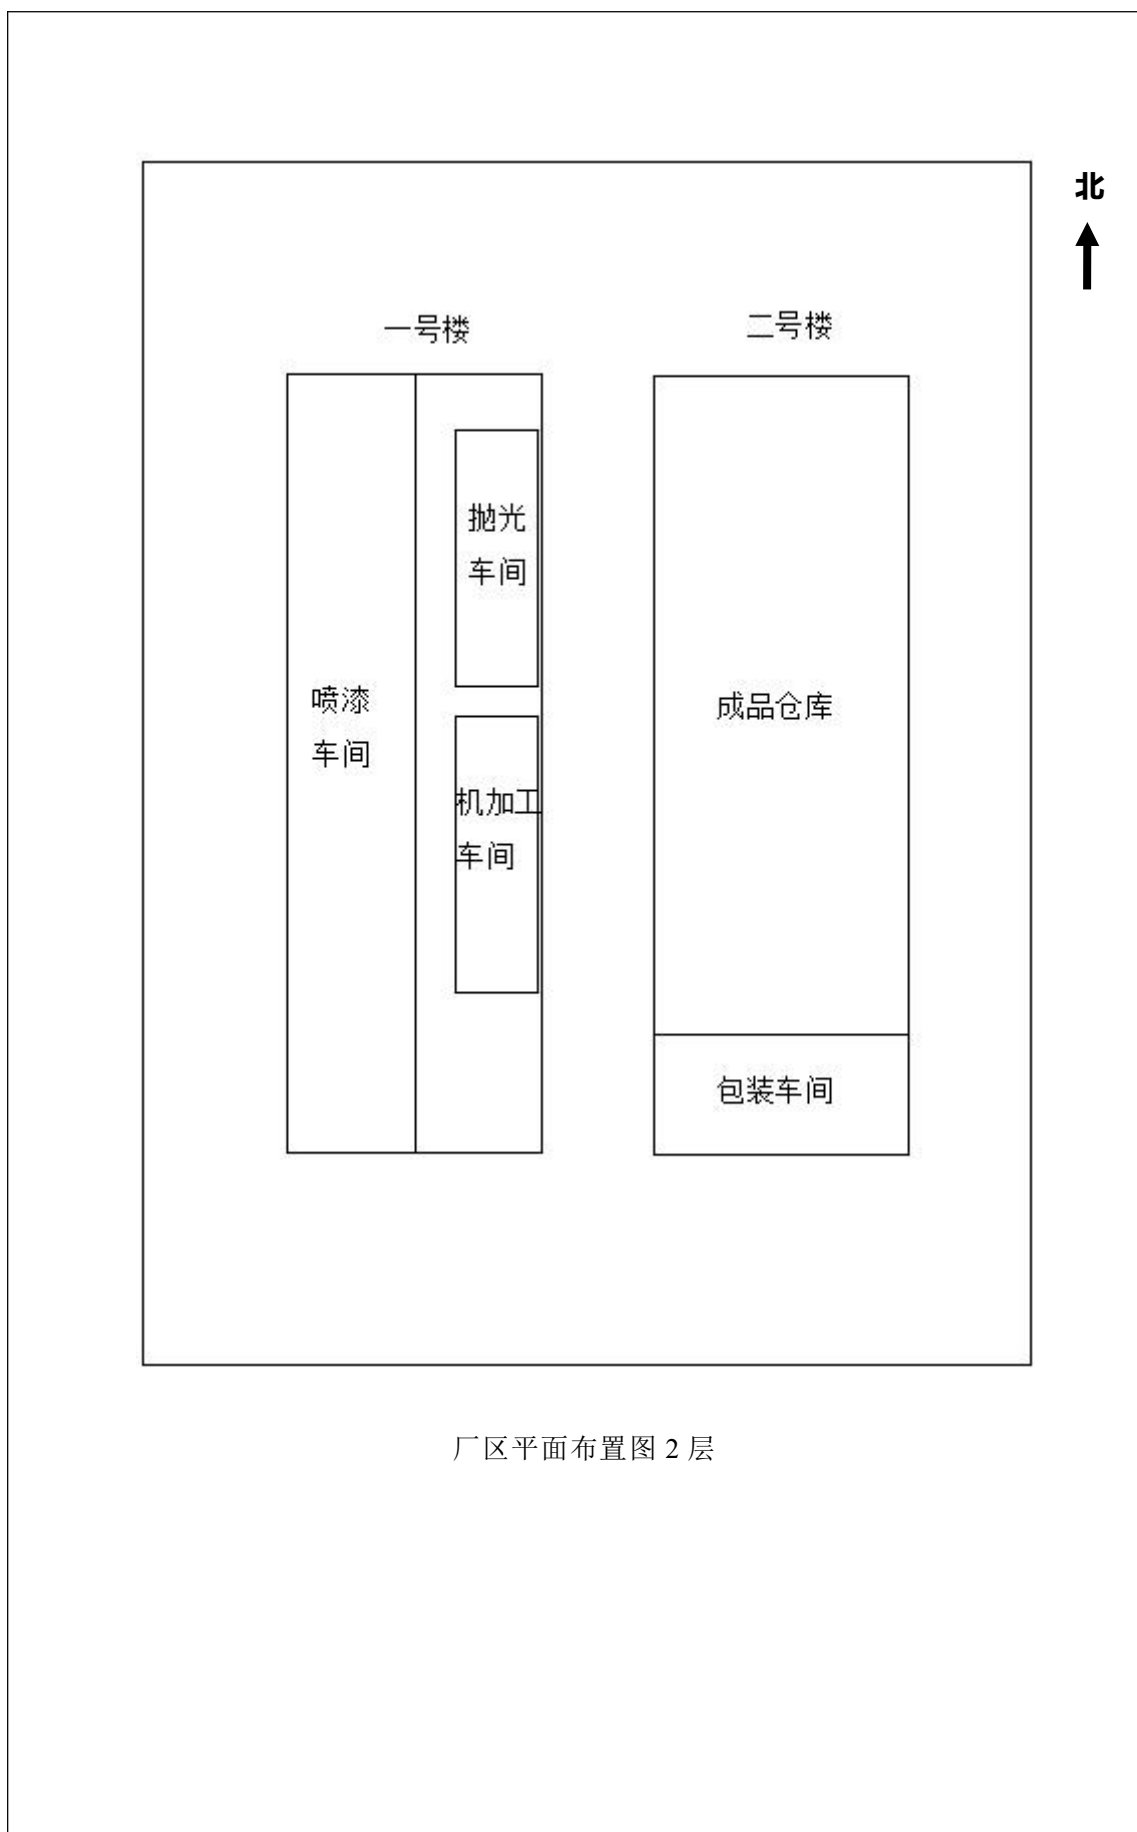 北
一号楼
二号楼
抛光
车间
喷漆
车间
成品仓库
机加工
车间
包装车间
厂区平面布置图 2 层